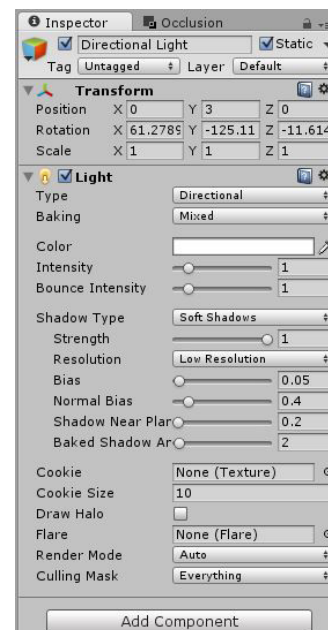 Inspector Occlusion
Directional Light Static
Tag Untagged Layer Default
Transform
Position X 0 Y 3 Z 0
Rotation X 61.2789 Y -125.11 Z -11.614
Scale X 1 Y 1 Z 1
Light
Type Directional
Baking Mixed
Color
Intensity 1
Bounce Intensity 1
Shadow Type Soft Shadows
Strength 1
Resolution Low Resolution
Bias 0.05
Normal Bias 0.4
Shadow Near Plar 0.2
Baked Shadow Ar 2
Cookie None (Texture)
Cookie Size 10
Draw Halo
Flare None (Flare)
Render Mode Auto
Culling Mask Everything
Add Component